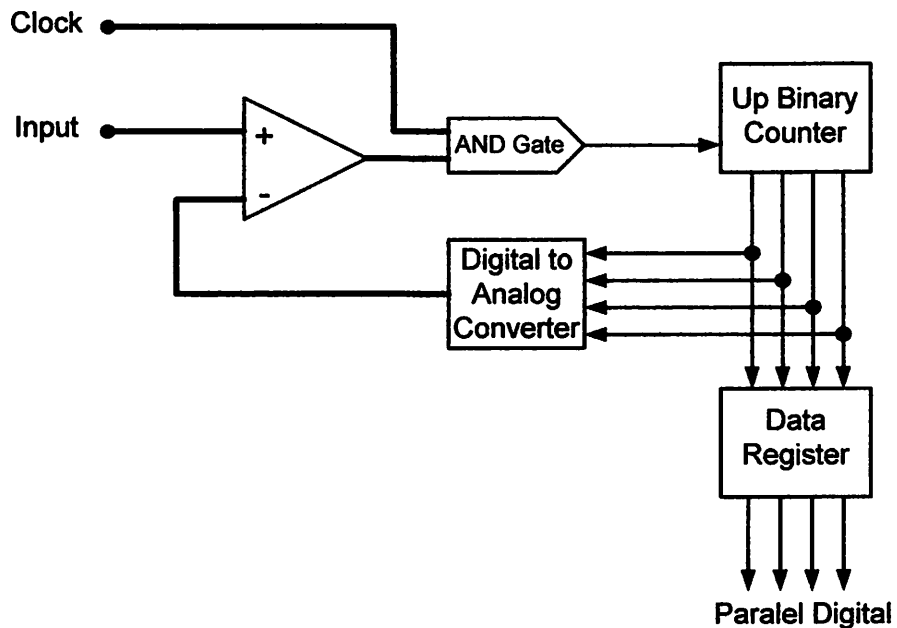 Clock
Input
+
-
AND Gate
Up Binary
Counter
Digital to
Analog
Converter
Data
Register
Paralel Digital